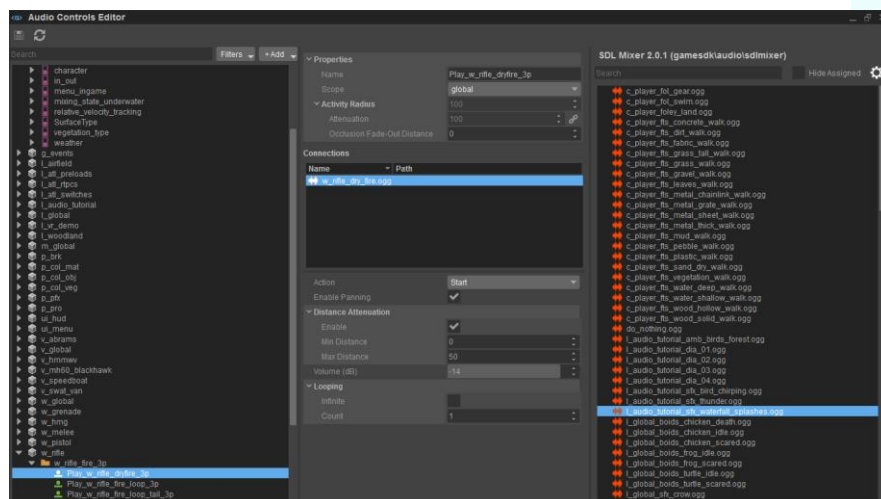 Audio Controls Editor
Search
Filters
+Add
character
in_out
menu_ingame
mixing_state_underwater
relative_velocity_tracking
SurfaceType
vegetation_type
weather
g_events
l_airfield
l_atl_preloads
l_atl_rtpcs
l_atl_switches
l_audio_tutorial
l_global
l_vr_demo
l_woodland
m_global
p_brk
p_col_mat
p_col_obj
p_col_veg
p_pfx
p_pro
ui_hud
ui_menu
v_abrams
v_global
v_hmmwv
v_mh60_blackhawk
v_speedboat
v_swat_van
w_global
w_grenade
w_hmg
w_melee
w_pistol
w_rifle
w_rifle_fire_3p
Play_w_rifle_dryfire_3p
Play_w_rifle_fire_loop_3p
Play_w_rifle_fire_loop_tail_3p
Properties
Name Play_w_rifle_dryfire_3p
Scope global
Activity Radius 100
Attenuation 100
Occlusion Fade-Out Distance 0
Connections
Name Path
w_rifle_dry_fire.ogg
Action Start
Enable Panning
Distance Attenuation
Enable
Min Distance 0
Max Distance 50
Volume (dB) -14
Looping
Infinite
Count 1
SDL Mixer 2.0.1 (gamesdk\audio\sdlmixer)
Search
Hide Assigned
c_player_fol_gear.ogg
c_player_fol_swim.ogg
c_player_foley_land.ogg
c_player_fts_concrete_walk.ogg
c_player_fts_dirt_walk.ogg
c_player_fts_fabric_walk.ogg
c_player_fts_grass_tall_walk.ogg
c_player_fts_grass_walk.ogg
c_player_fts_gravel_walk.ogg
c_player_fts_leaves_walk.ogg
c_player_fts_metal_chainlink_walk.ogg
c_player_fts_metal_grate_walk.ogg
c_player_fts_metal_sheet_walk.ogg
c_player_fts_metal_thick_walk.ogg
c_player_fts_mud_walk.ogg
c_player_fts_pebble_walk.ogg
c_player_fts_plastic_walk.ogg
c_player_fts_sand_dry_walk.ogg
c_player_fts_vegetation_walk.ogg
c_player_fts_water_deep_walk.ogg
c_player_fts_water_shallow_walk.ogg
c_player_fts_wood_hollow_walk.ogg
c_player_fts_wood_solid_walk.ogg
do_nothing.ogg
l_audio_tutorial_amb_birds_forest.ogg
l_audio_tutorial_dia_01.ogg
l_audio_tutorial_dia_02.ogg
l_audio_tutorial_dia_03.ogg
l_audio_tutorial_dia_04.ogg
l_audio_tutorial_sfx_bird_chirping.ogg
l_audio_tutorial_sfx_thunder.ogg
l_audio_tutorial_sfx_waterfall_splashes.ogg
l_global_boids_chicken_death.ogg
l_global_boids_chicken_idle.ogg
l_global_boids_chicken_scared.ogg
l_global_boids_frog_idle.ogg
l_global_boids_frog_scared.ogg
l_global_boids_turtle_idle.ogg
l_global_boids_turtle_scared.ogg
l_global_sfx_crow.ogg